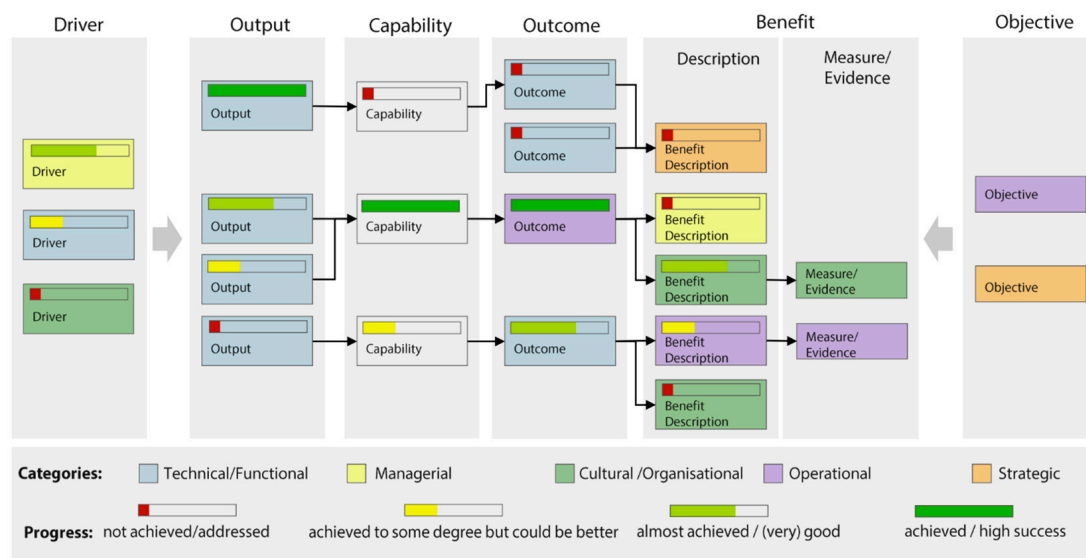 Driver
Output
Capability
Outcome
Benefit
Objective
Description
Measure/
Evidence
Driver
Driver
Driver
Output
Output
Output
Output
Capability
Capability
Capability
Outcome
Outcome
Outcome
Outcome
Benefit
Description
Benefit
Description
Benefit
Description
Benefit
Description
Benefit
Description
Measure/
Evidence
Measure/
Evidence
Objective
Objective
Categories:
Technical/Functional
Managerial
Cultural /Organisational
Operational
Strategic
Progress:
not achieved/addressed
achieved to some degree but could be better
almost achieved / (very) good
achieved / high success